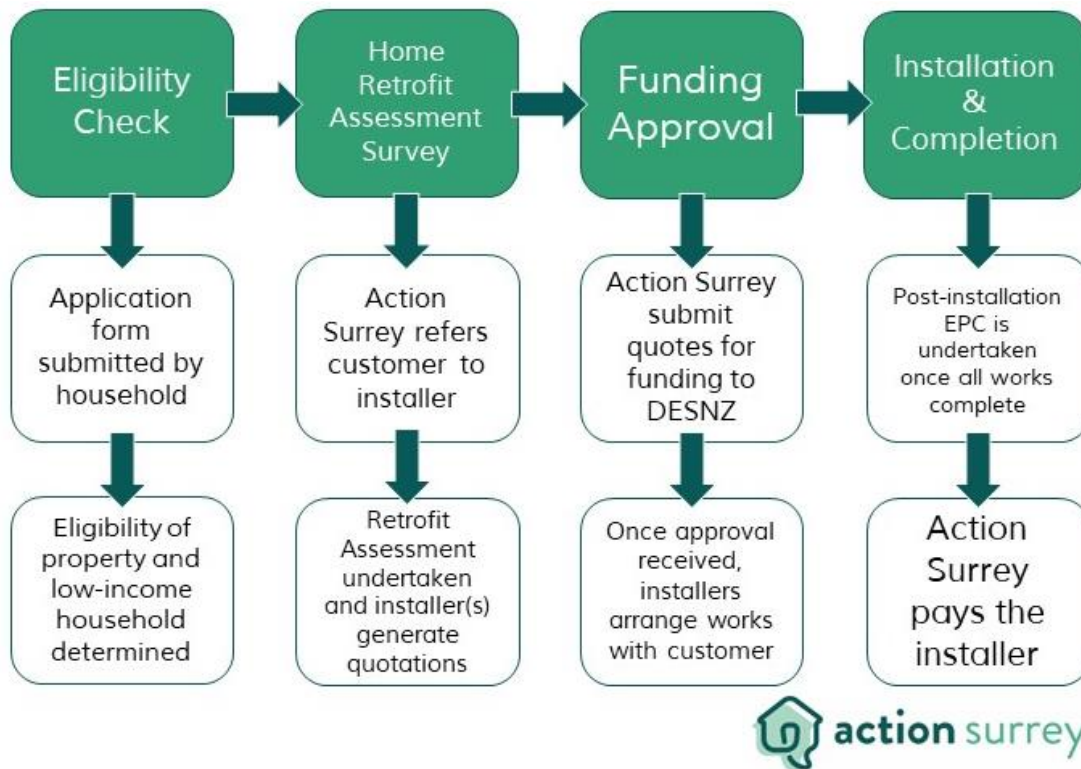 Eligibility
Check
Home
Retrofit
Assessment
Survey
Funding
Approval
Installation
&
Completion
Application
form
submitted by
household
Action
Surrey refers
customer to
installer
Action Surrey
submit
quotes for
funding to
DESNZ
Post-installation
EPC is
undertaken
once all works
complete
Eligibility of
property and
low-income
household
determined
Retrofit
Assessment
undertaken
and installer(s)
generate
quotations
Once approval
received,
installers
arrange works
with customer
Action
Surrey
pays the
installer
action surrey